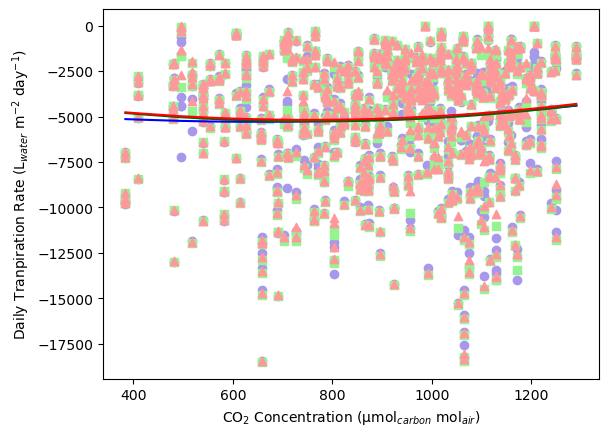 0
−2500
−5000
−7500
−10000
−12500
−15000
−17500
Daily Tranpiration Rate (L_water m⁻² day⁻¹)
400 600 800 1000 1200
CO₂ Concentration (μmol_carbon mol_air)